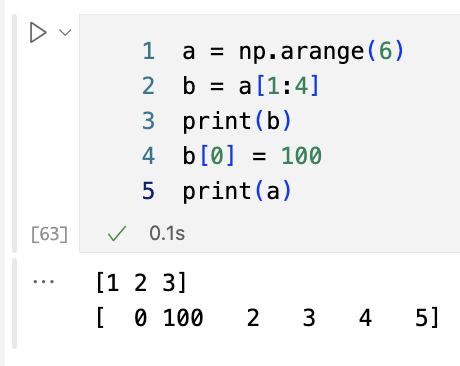 1 a = np.arange(6)
2 b = a[1:4]
3 print(b)
4 b[0] = 100
5 print(a)
[63] ✓ 0.1s
... [1 2 3]
[  0 100   2   3   4   5]